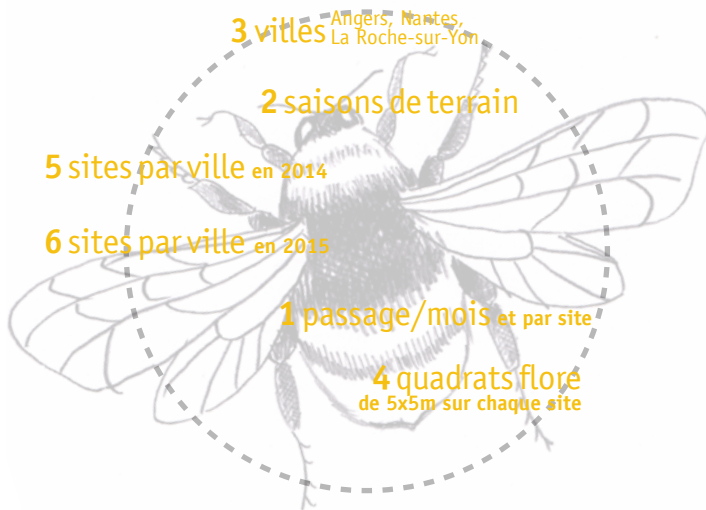 3 villes Angers, Nantes,
La Roche-sur-Yon
2 saisons de terrain
5 sites par ville en 2014
6 sites par ville en 2015
1 passage/mois et par site
4 quadrats flore
de 5x5m sur chaque site